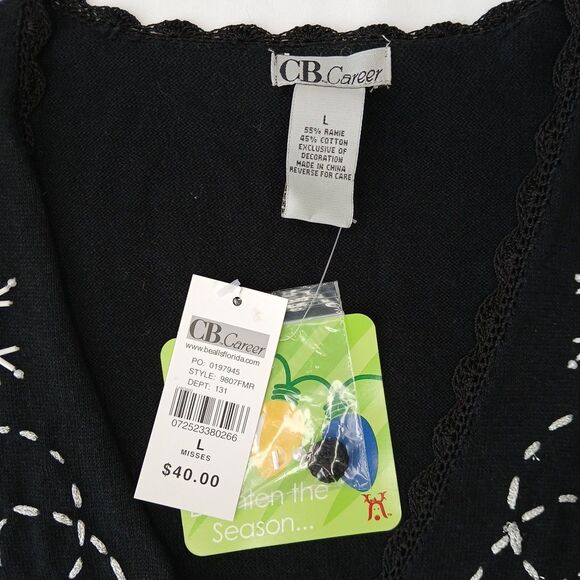 CB Career
L
55% RAMIE
45% COTTON
EXCLUSIVE OF
DECORATION
MADE IN CHINA
REVERSE FOR CARE
CB Career
www.beallsflorida.com
PO: 0197945
STYLE: 9807FMR
DEPT: 131
072523380266
L
MISSES
$40.00
the
Season...